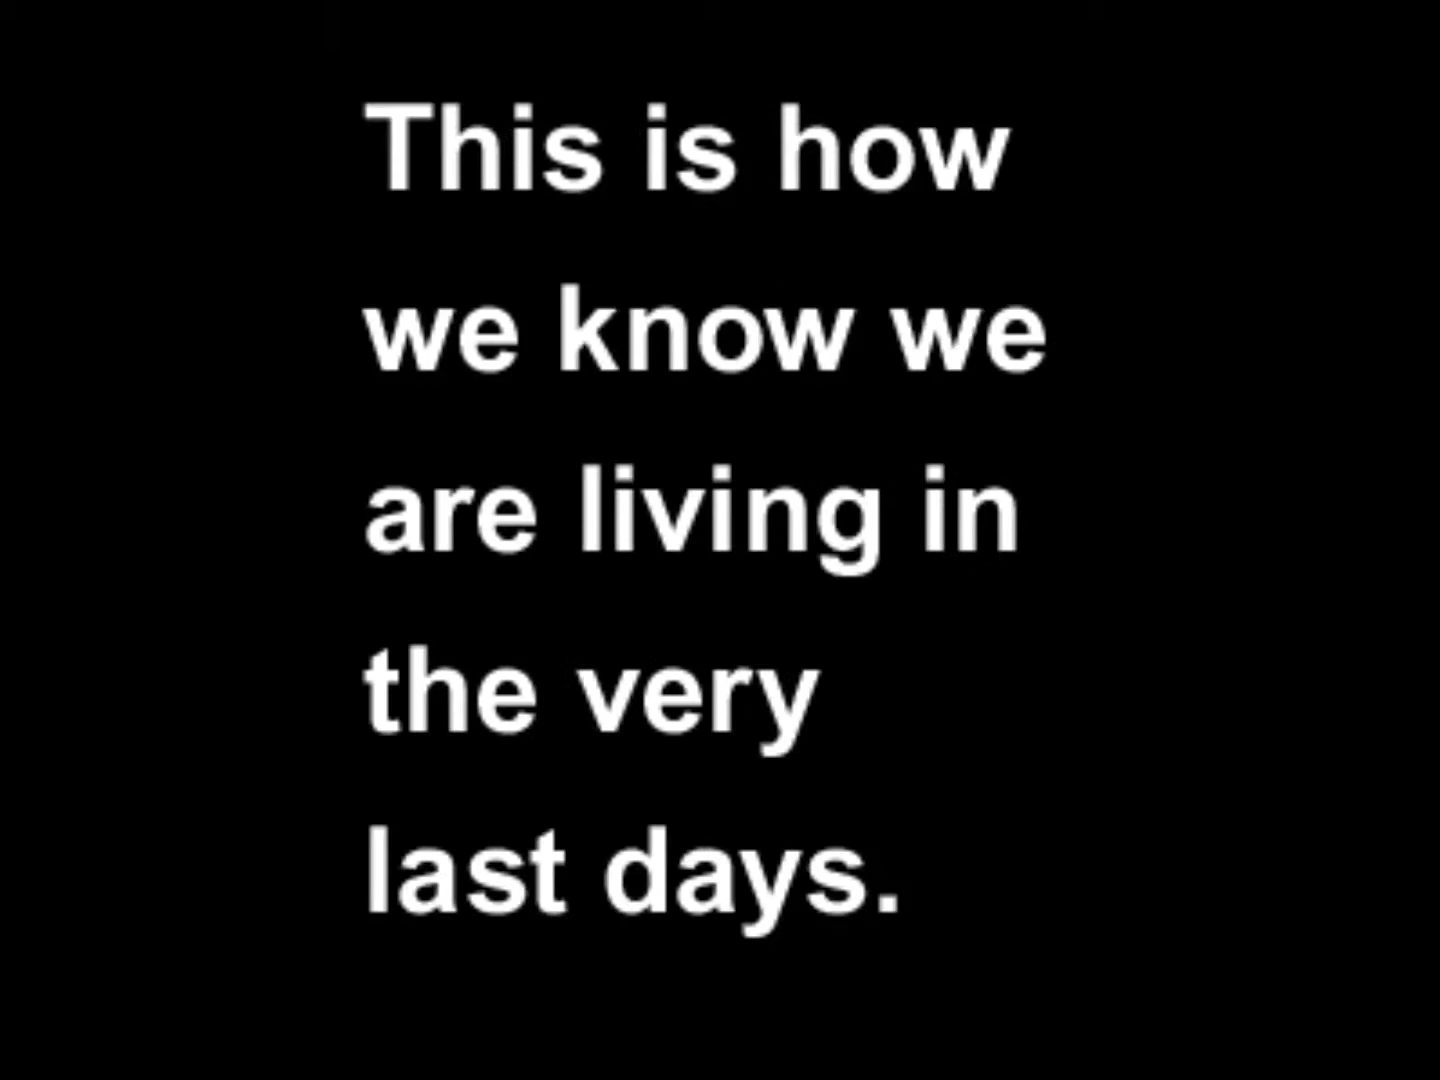 This is how
we know we
are living in
the very
last days.